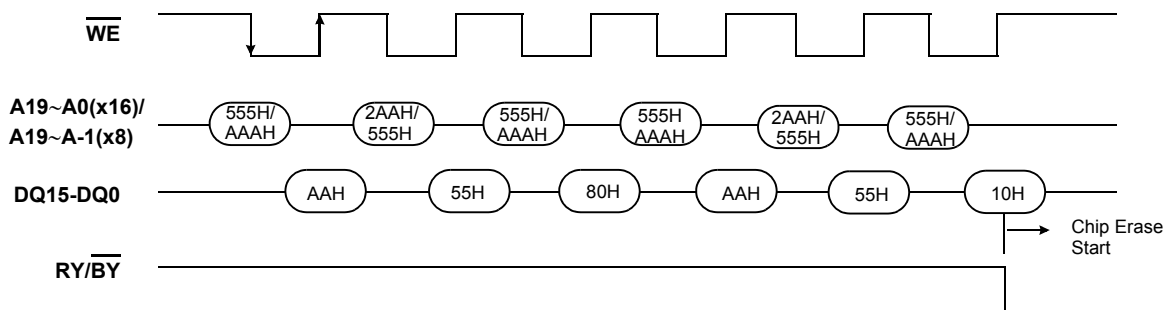 WE
A19~A0(x16)/
A19~A-1(x8)
555H/
AAAH
2AAH/
555H
555H/
AAAH
555H
AAAH
2AAH/
555H
555H/
AAAH
DQ15-DQ0
AAH
55H
80H
AAH
55H
10H
Chip Erase
Start
RY/BY